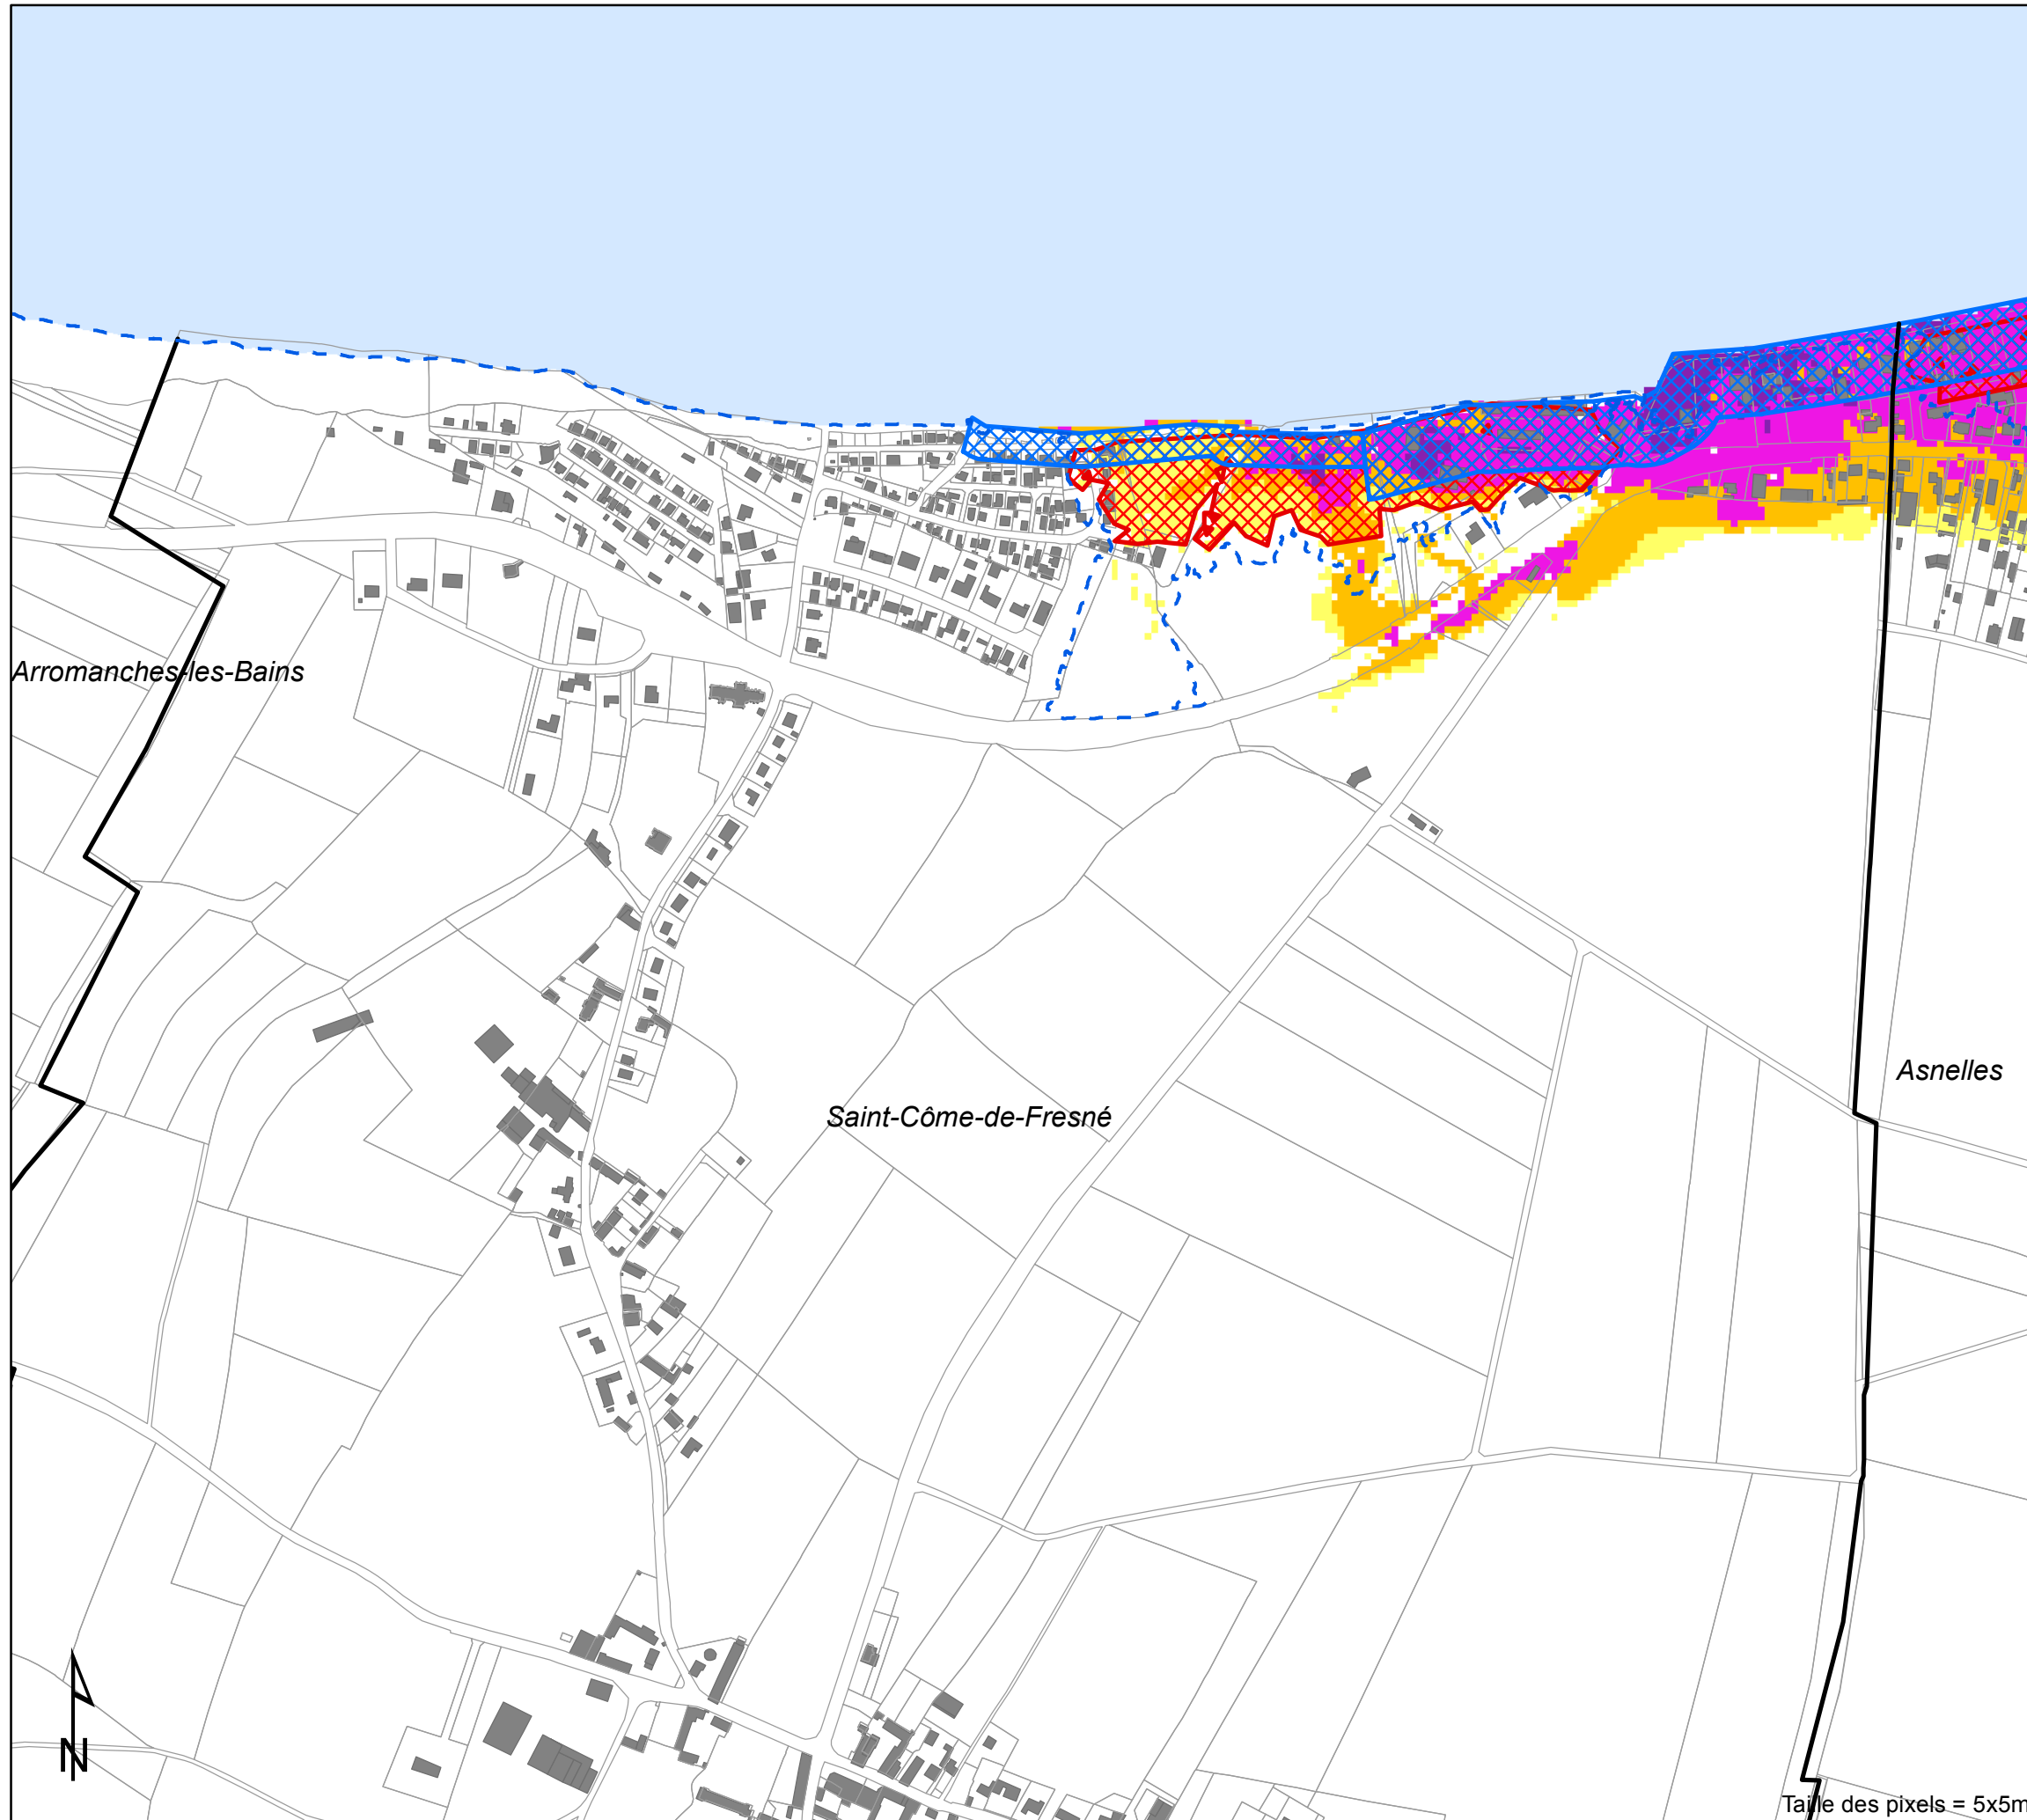 Arromanches-les-Bains
Asnelles
Saint-Côme-de-Fresné
N
Taille des pixels = 5x5m